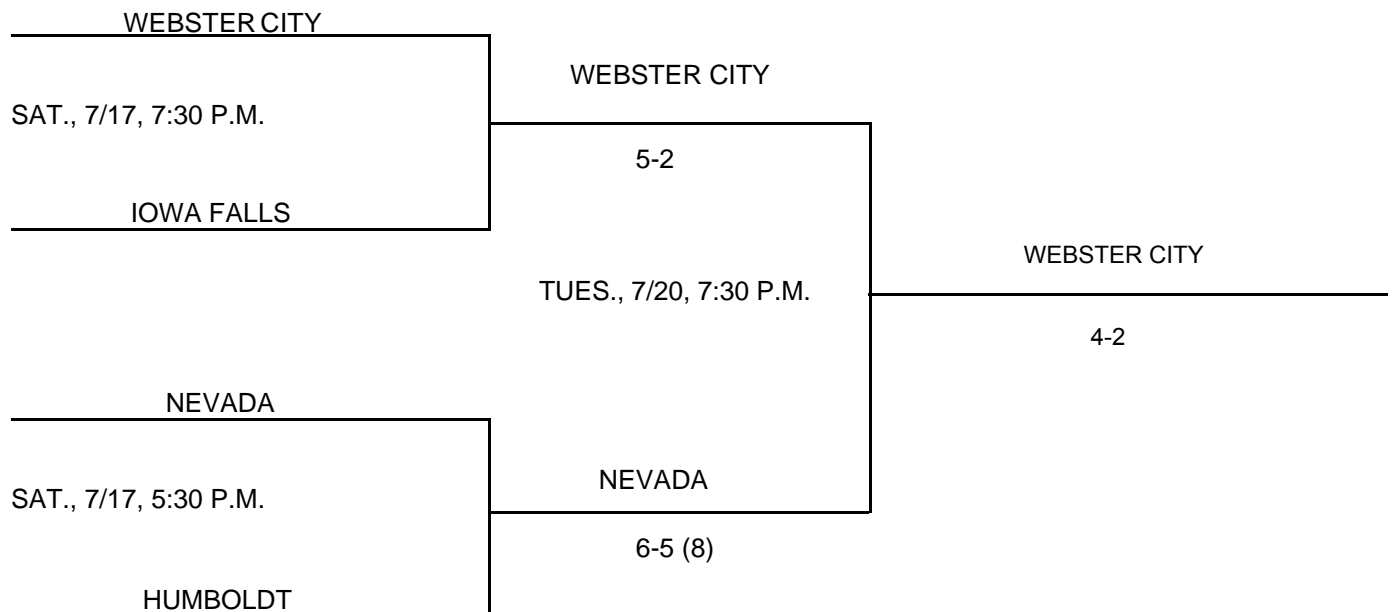 WEBSTER CITY
WEBSTER CITY
SAT., 7/17, 7:30 P.M.
5-2
IOWA FALLS
WEBSTER CITY
TUES., 7/20, 7:30 P.M.
4-2
NEVADA
NEVADA
SAT., 7/17, 5:30 P.M.
6-5 (8)
HUMBOLDT